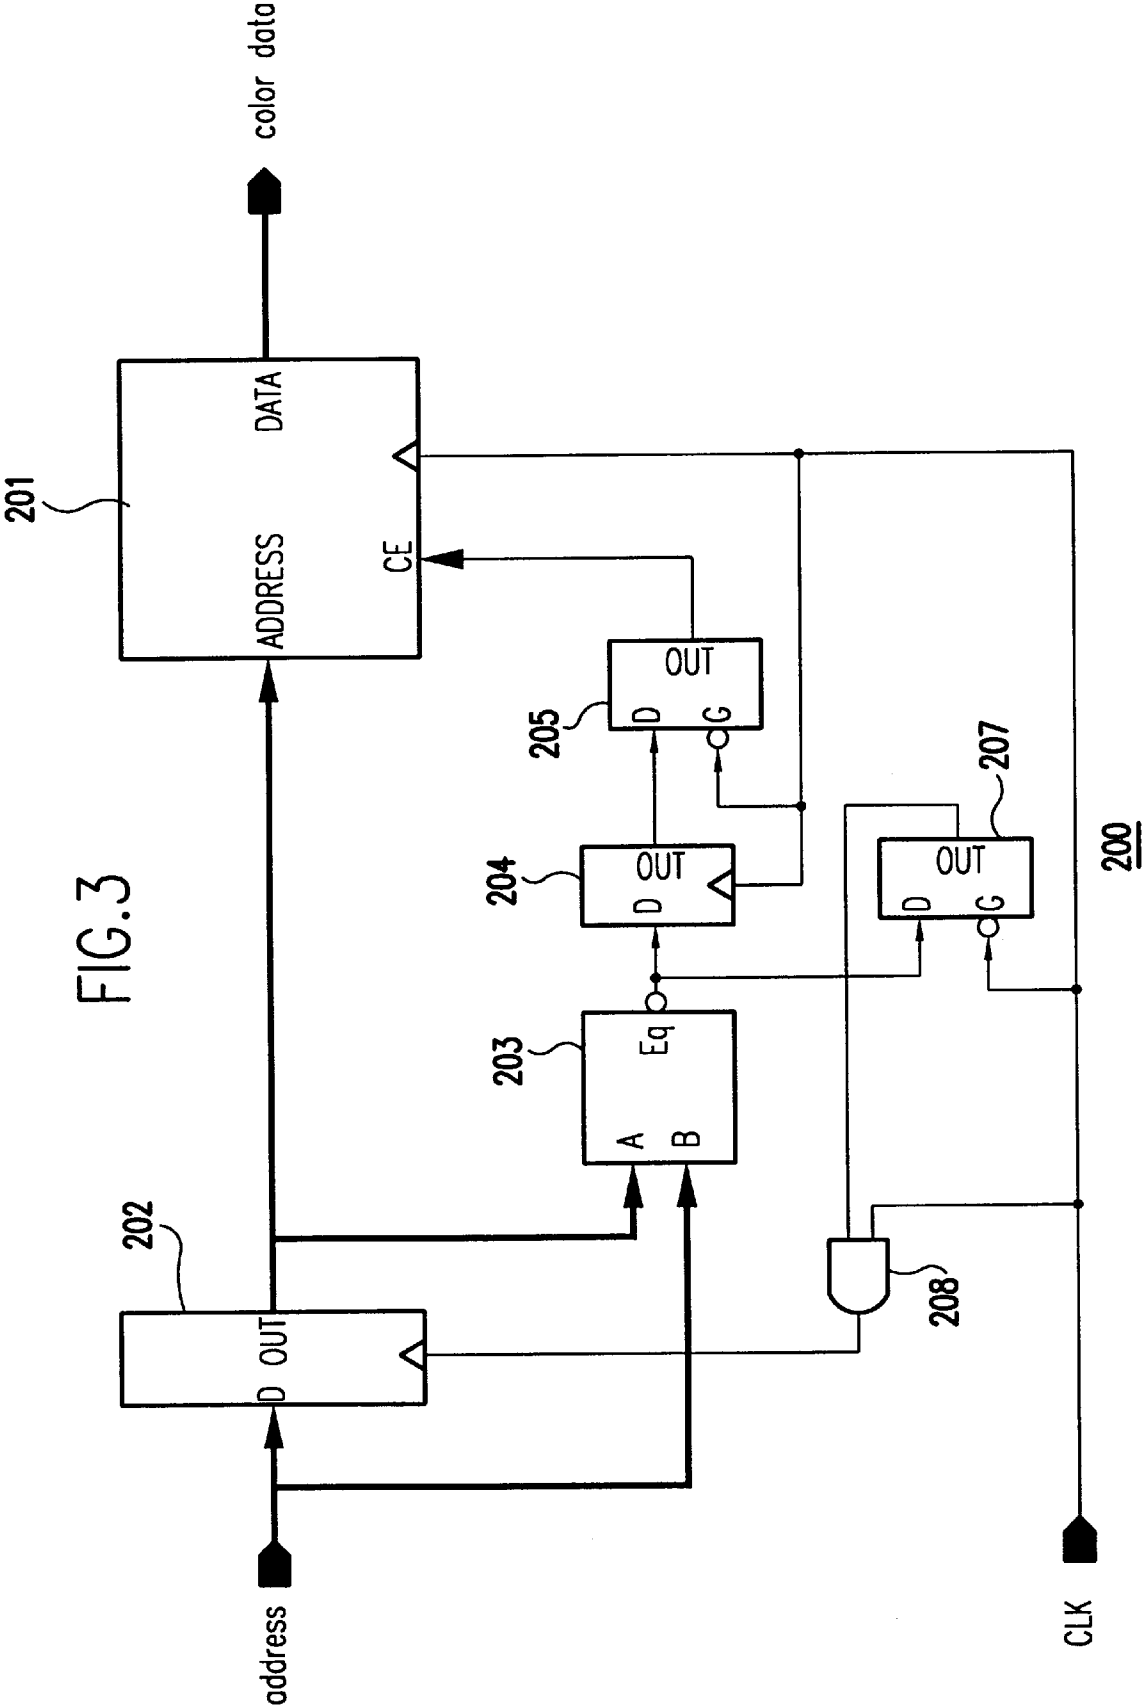 FIG.3
201
ADDRESS
DATA
CE
color data
202
D
OUT
address
203
A
B
Eq
204
D
OUT
205
D
G
OUT
207
D
G
OUT
208
CLK
200